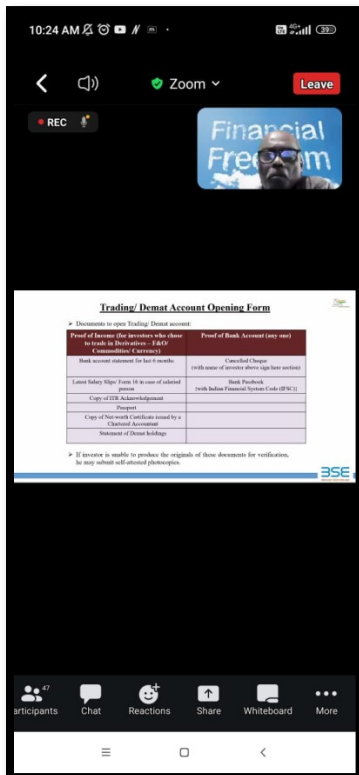 10:24 AM
4G+
39
Zoom
Leave
REC
Financial
Freedom
Trading/ Demat Account Opening Form
➢ Documents to open Trading/ Demat account:
Proof of Income (for investors who chose
to trade in Derivatives – F&O/
Commodities/ Currency)
Proof of Bank Account (any one)
Bank account statement for last 6 months
Cancelled Cheque
(with name of investor above sign here section)
Latest Salary Slips/ Form 16 in case of salaried
person
Bank Passbook
(with Indian Financial System Code (IFSC))
Copy of ITR Acknowledgement
Passport
Copy of Net-worth Certificate issued by a
Chartered Accountant
Statement of Demat holdings
➢ If investor is unable to produce the originals of these documents for verification,
he may submit self-attested photocopies.
BSE
47
articipants
Chat
Reactions
Share
Whiteboard
More